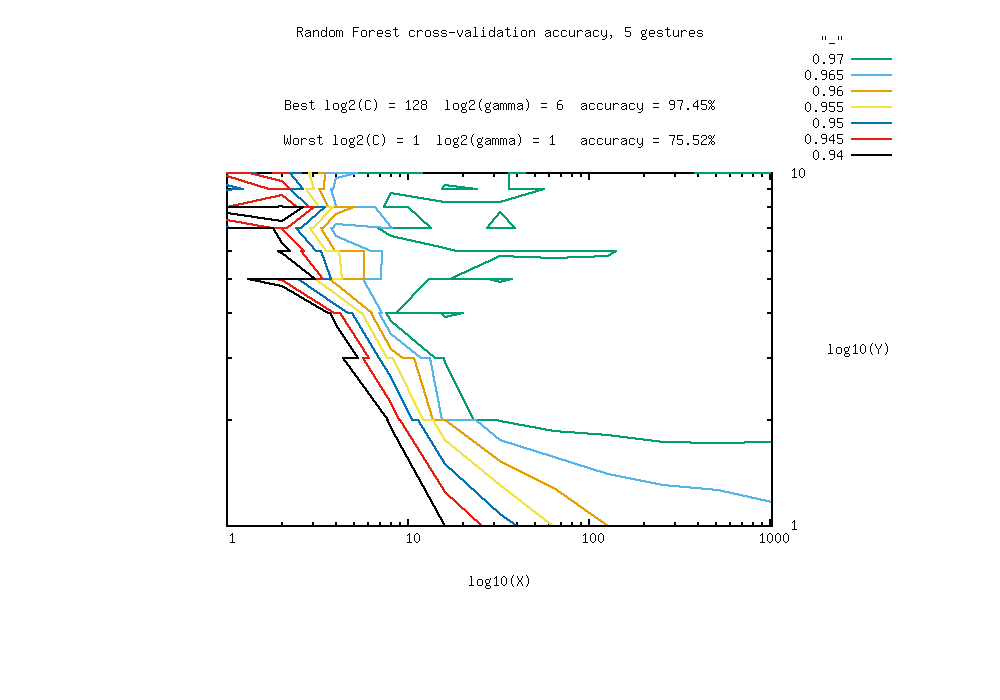 Random Forest cross-validation accuracy, 5 gestures
"_"
0.97
0.965
0.96
0.955
0.95
0.945
0.94
Best log2(C) = 128  log2(gamma) = 6  accuracy = 97.45%
Worst log2(C) = 1  log2(gamma) = 1   accuracy = 75.52%
10
log10(Y)
1
1 10 100 1000
log10(X)